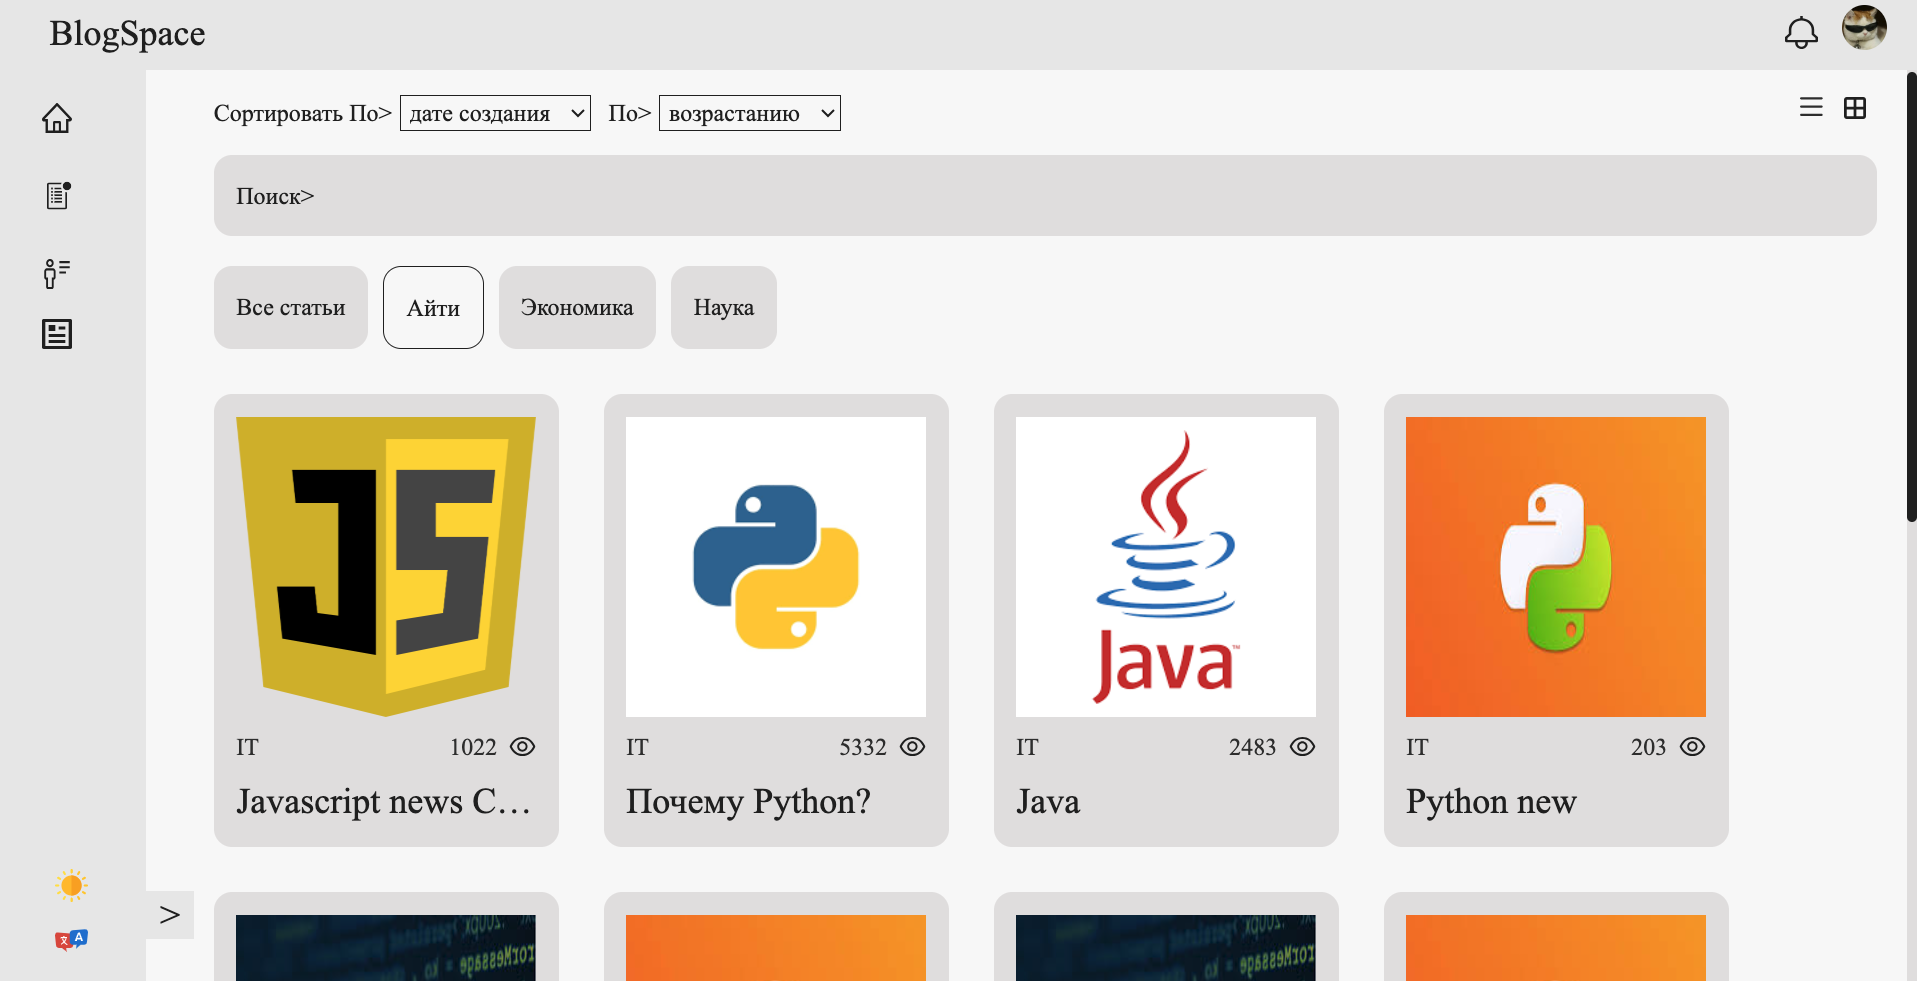 BlogSpace
Сортировать По> дате создания По> возрастанию
Поиск>
Все статьи Айти Экономика Наука
JS
Java™
IT 1022 IT 5332 IT 2483 IT 203
Javascript news C... Почему Python? Java Python new
>
A